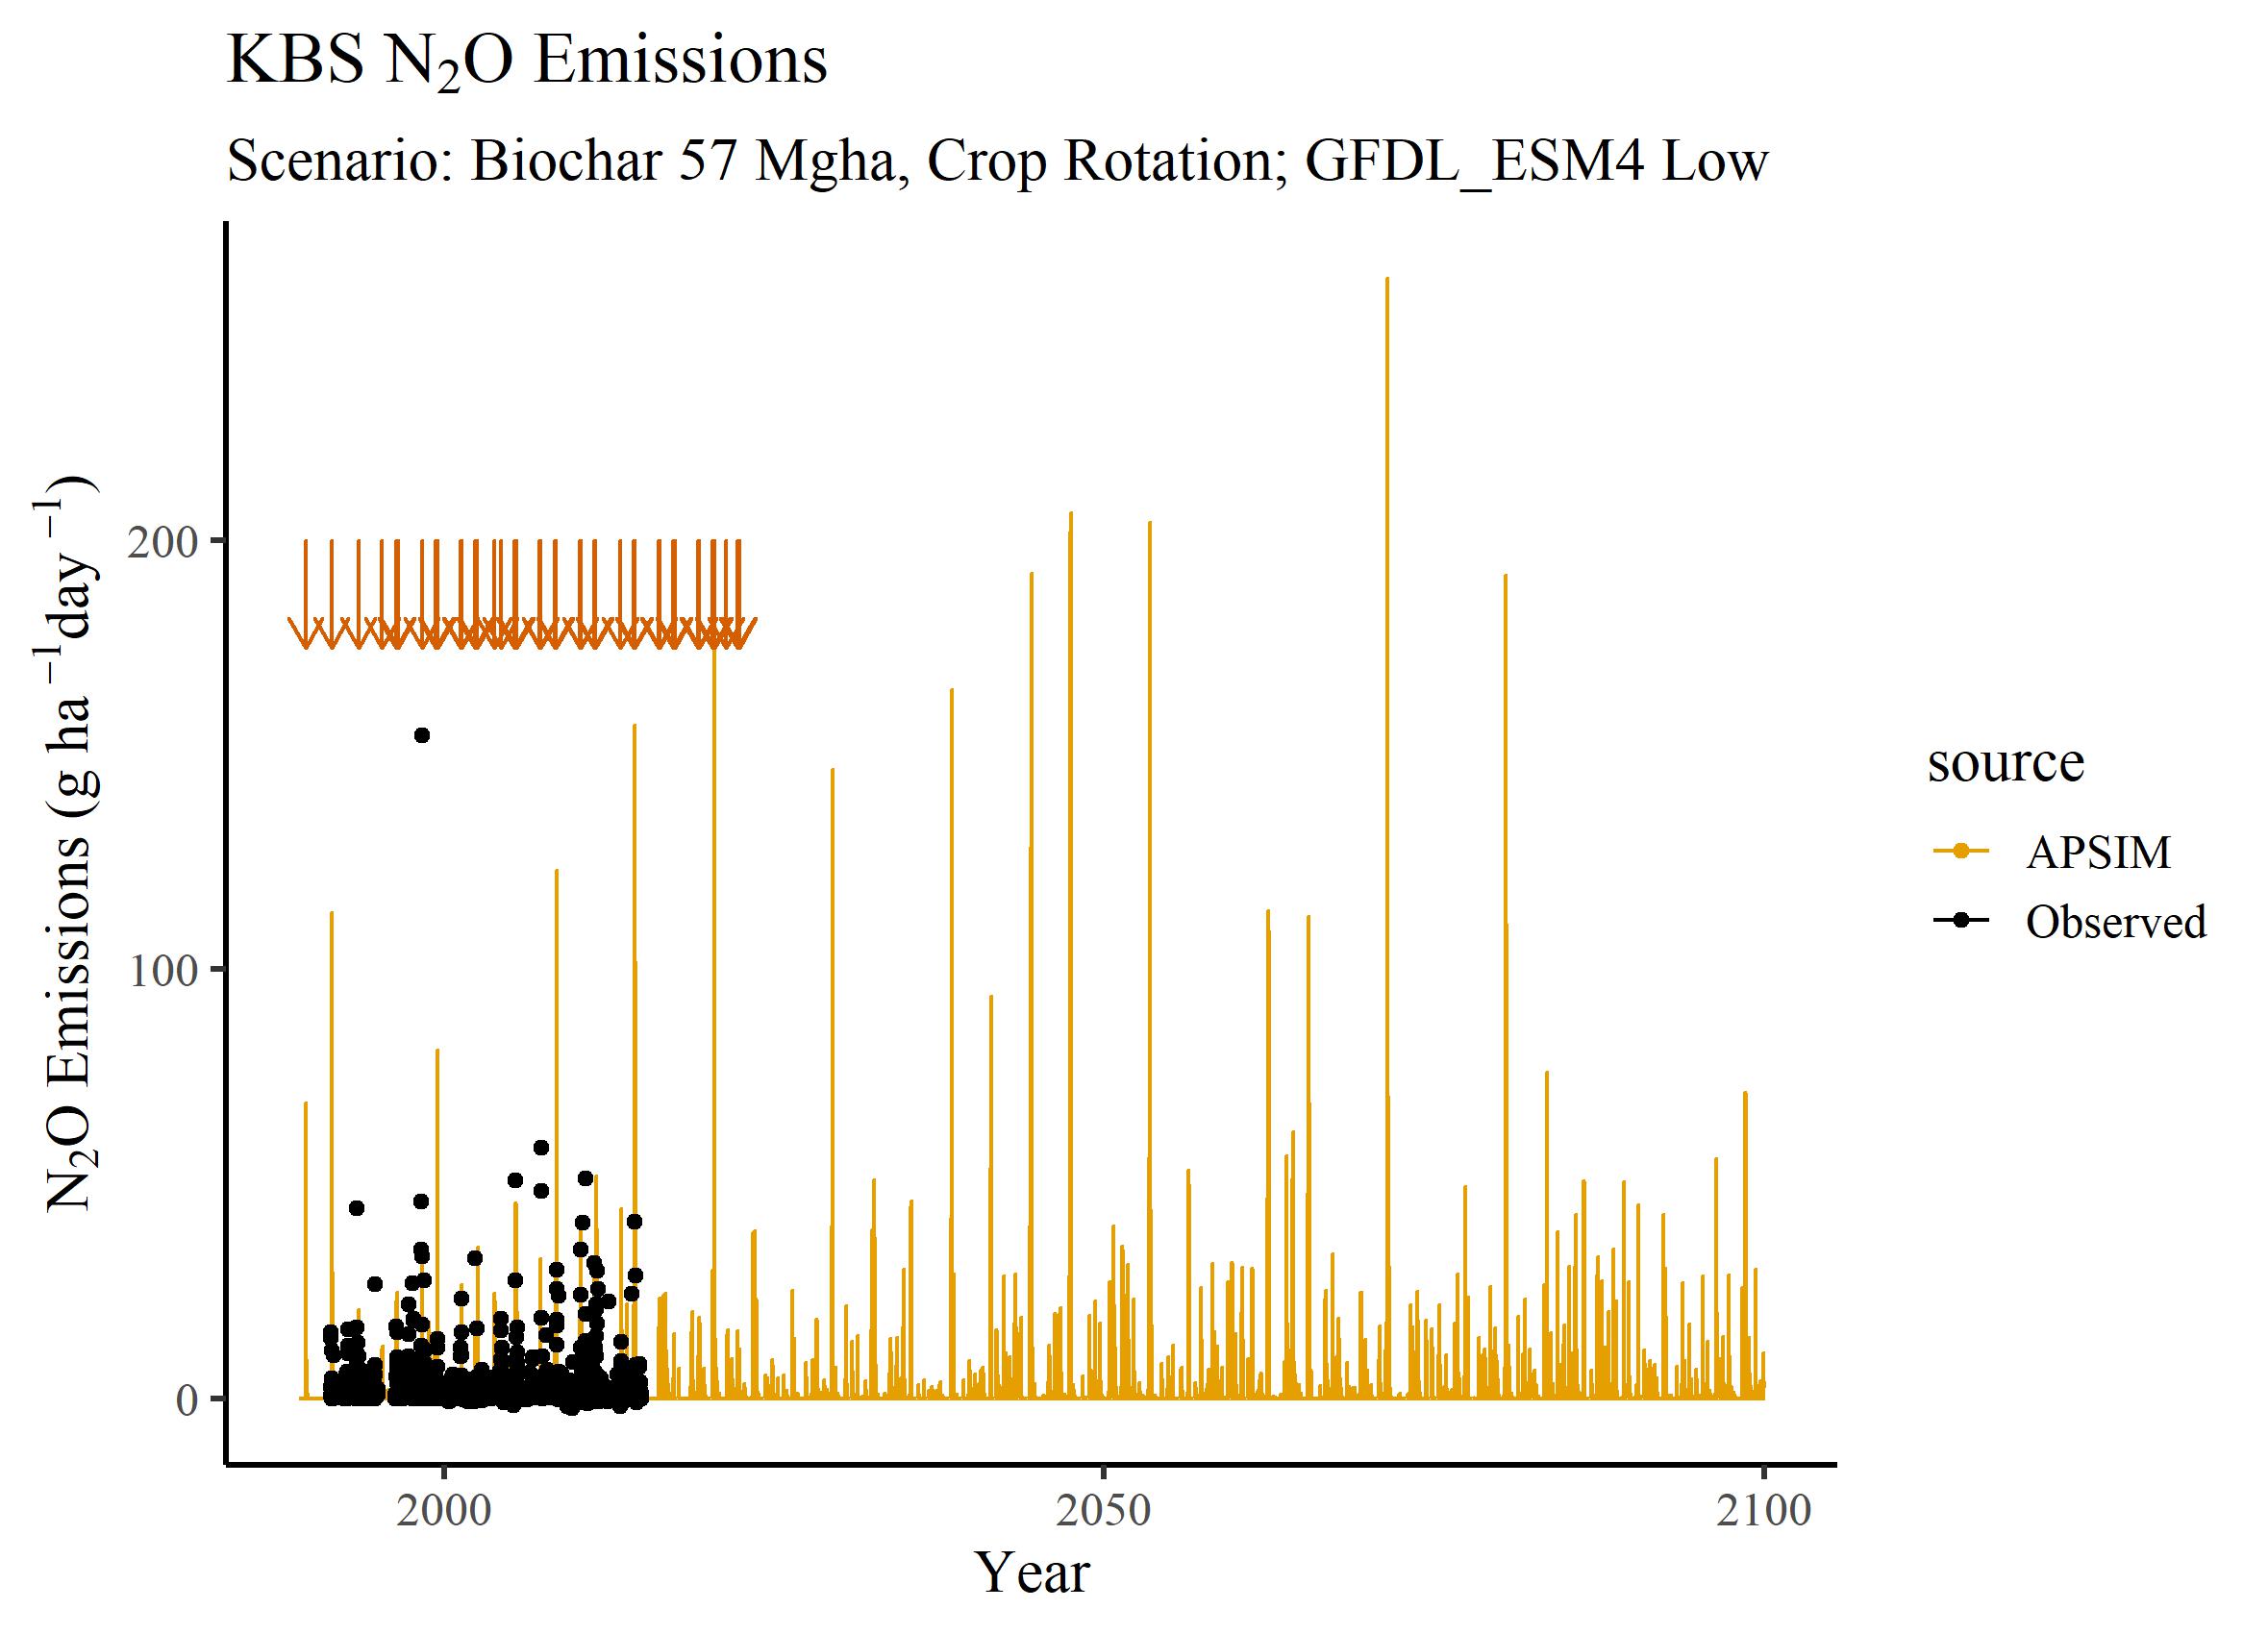 KBS N₂O Emissions
Scenario: Biochar 57 Mgha, Crop Rotation; GFDL_ESM4 Low
N₂O Emissions (g ha⁻¹day⁻¹)
200
100
0
2000 2050 2100
Year
source
APSIM
Observed